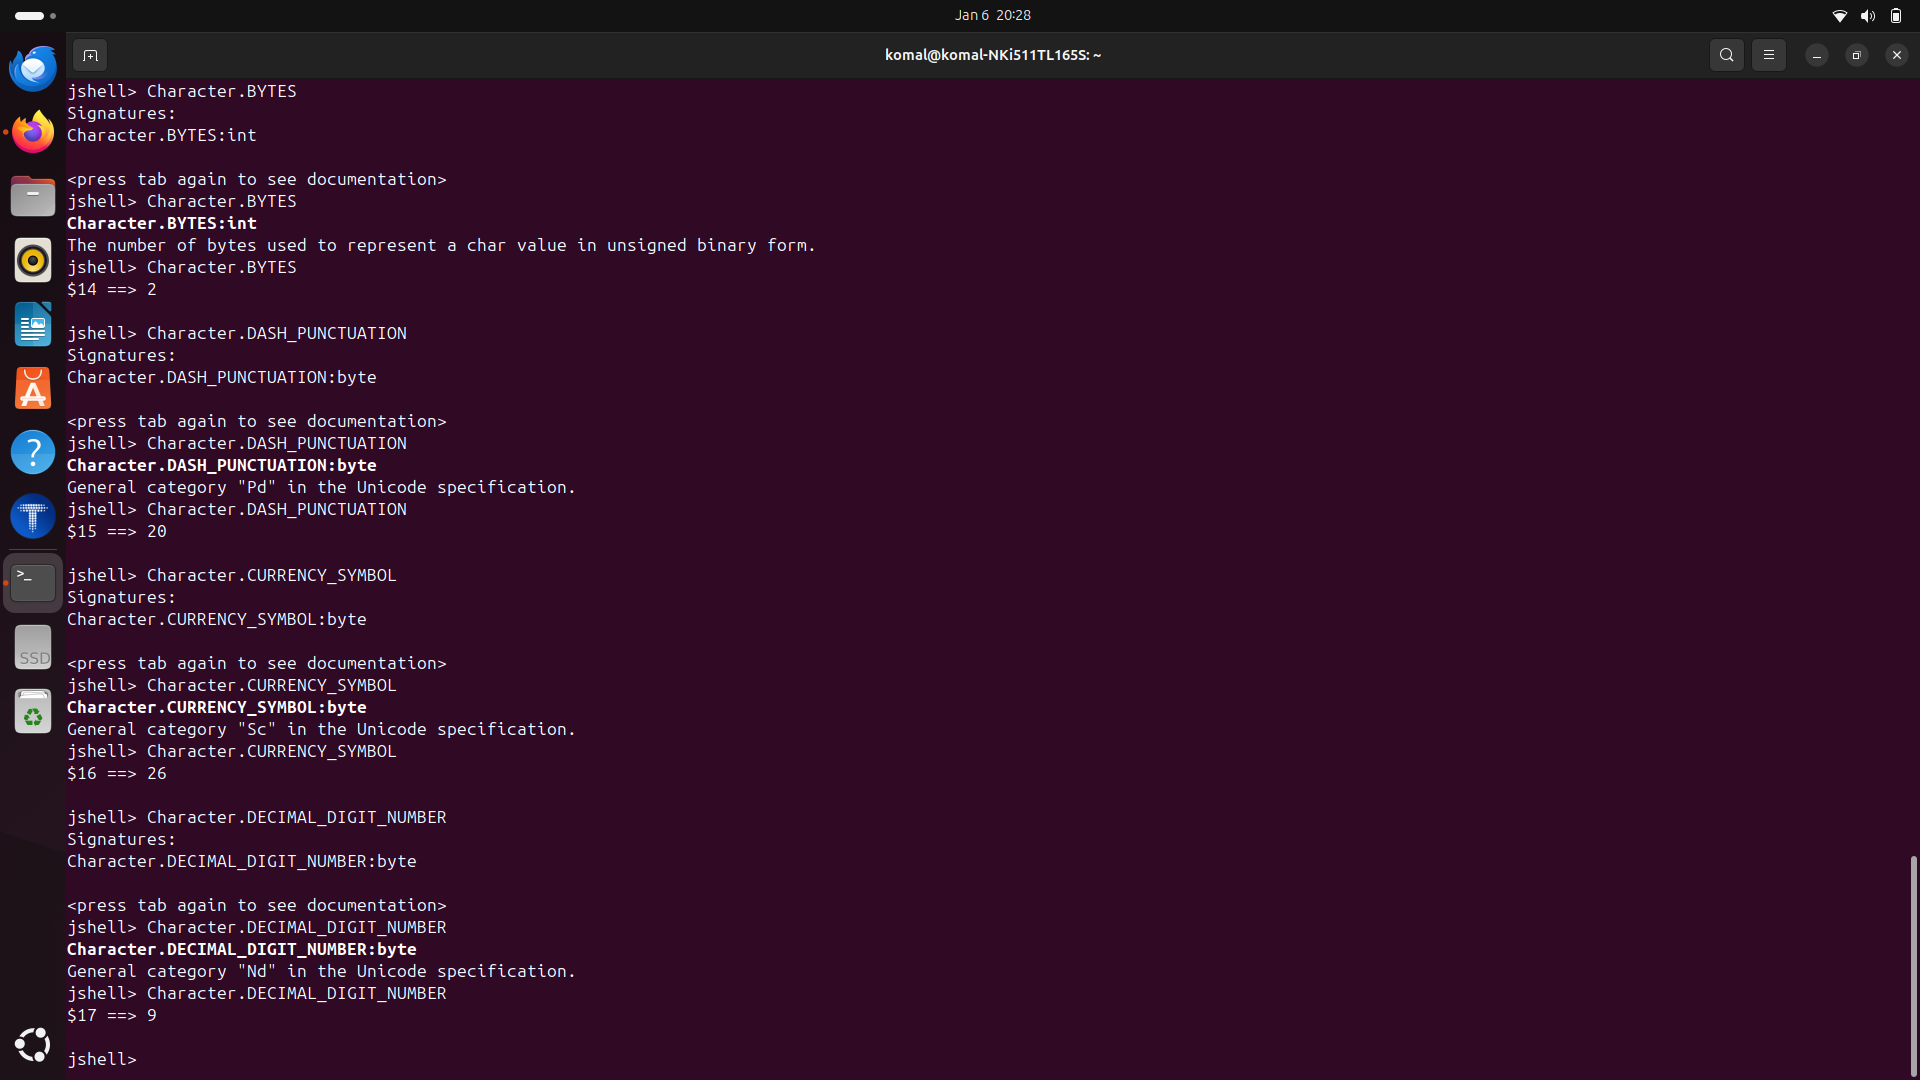 Jan 6 20:28
komal@komal-NKi511TL165S: ~
jshell> Character.BYTES
Signatures:
Character.BYTES:int
<press tab again to see documentation>
jshell> Character.BYTES
Character.BYTES:int
The number of bytes used to represent a char value in unsigned binary form.
jshell> Character.BYTES
$14 ==> 2
jshell> Character.DASH_PUNCTUATION
Signatures:
Character.DASH_PUNCTUATION:byte
<press tab again to see documentation>
jshell> Character.DASH_PUNCTUATION
Character.DASH_PUNCTUATION:byte
General category "Pd" in the Unicode specification.
jshell> Character.DASH_PUNCTUATION
$15 ==> 20
jshell> Character.CURRENCY_SYMBOL
Signatures:
Character.CURRENCY_SYMBOL:byte
<press tab again to see documentation>
jshell> Character.CURRENCY_SYMBOL
Character.CURRENCY_SYMBOL:byte
General category "Sc" in the Unicode specification.
jshell> Character.CURRENCY_SYMBOL
$16 ==> 26
jshell> Character.DECIMAL_DIGIT_NUMBER
Signatures:
Character.DECIMAL_DIGIT_NUMBER:byte
<press tab again to see documentation>
jshell> Character.DECIMAL_DIGIT_NUMBER
Character.DECIMAL_DIGIT_NUMBER:byte
General category "Nd" in the Unicode specification.
jshell> Character.DECIMAL_DIGIT_NUMBER
$17 ==> 9
jshell>
SSD